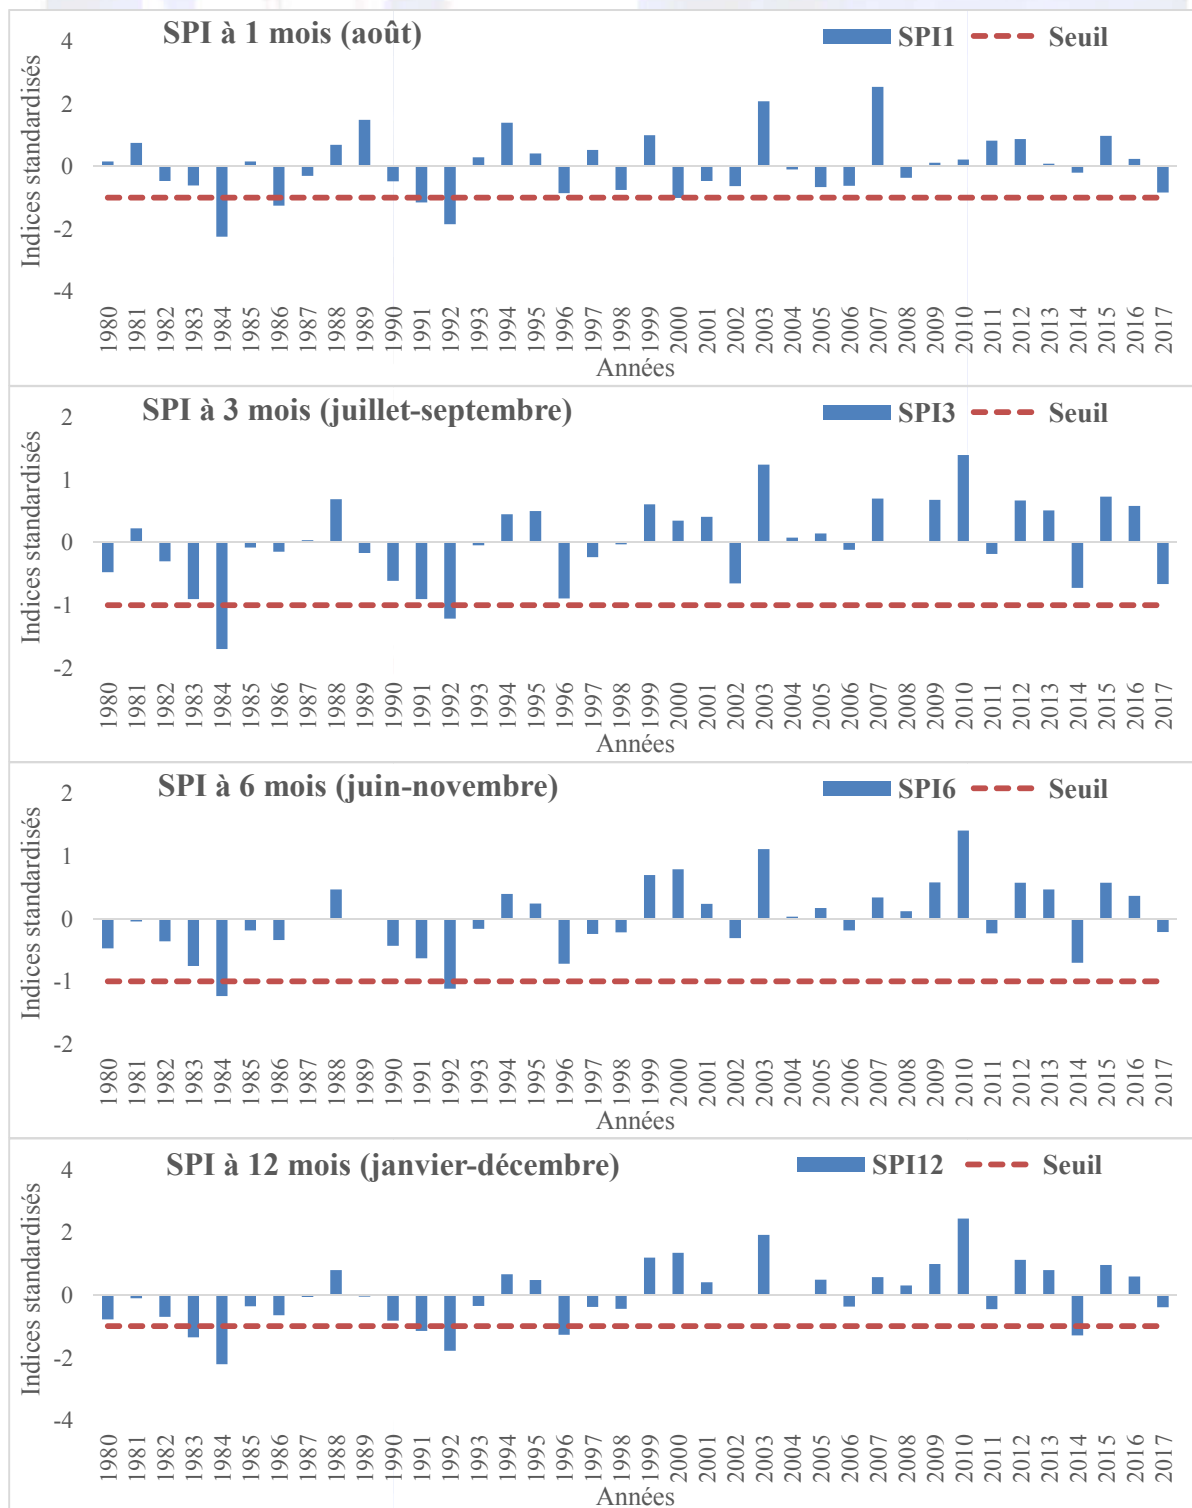 SPI à 1 mois (août)
SPI1 Seuil
Indices standardisés
4
2
0
-2
-4
1980 1981 1982 1983 1984 1985 1986 1987 1988 1989 1990 1991 1992 1993 1994 1995 1996 1997 1998 1999 2000 2001 2002 2003 2004 2005 2006 2007 2008 2009 2010 2011 2012 2013 2014 2015 2016 2017
Années
SPI à 3 mois (juillet-septembre)
SPI3 Seuil
Indices standardisés
2
1
0
-1
-2
1980 1981 1982 1983 1984 1985 1986 1987 1988 1989 1990 1991 1992 1993 1994 1995 1996 1997 1998 1999 2000 2001 2002 2003 2004 2005 2006 2007 2008 2009 2010 2011 2012 2013 2014 2015 2016 2017
Années
SPI à 6 mois (juin-novembre)
SPI6 Seuil
Indices standardisés
2
1
0
-1
-2
1980 1981 1982 1983 1984 1985 1986 1987 1988 1989 1990 1991 1992 1993 1994 1995 1996 1997 1998 1999 2000 2001 2002 2003 2004 2005 2006 2007 2008 2009 2010 2011 2012 2013 2014 2015 2016 2017
Années
SPI à 12 mois (janvier-décembre)
SPI12 Seuil
Indices standardisés
4
2
0
-2
-4
1980 1981 1982 1983 1984 1985 1986 1987 1988 1989 1990 1991 1992 1993 1994 1995 1996 1997 1998 1999 2000 2001 2002 2003 2004 2005 2006 2007 2008 2009 2010 2011 2012 2013 2014 2015 2016 2017
Années